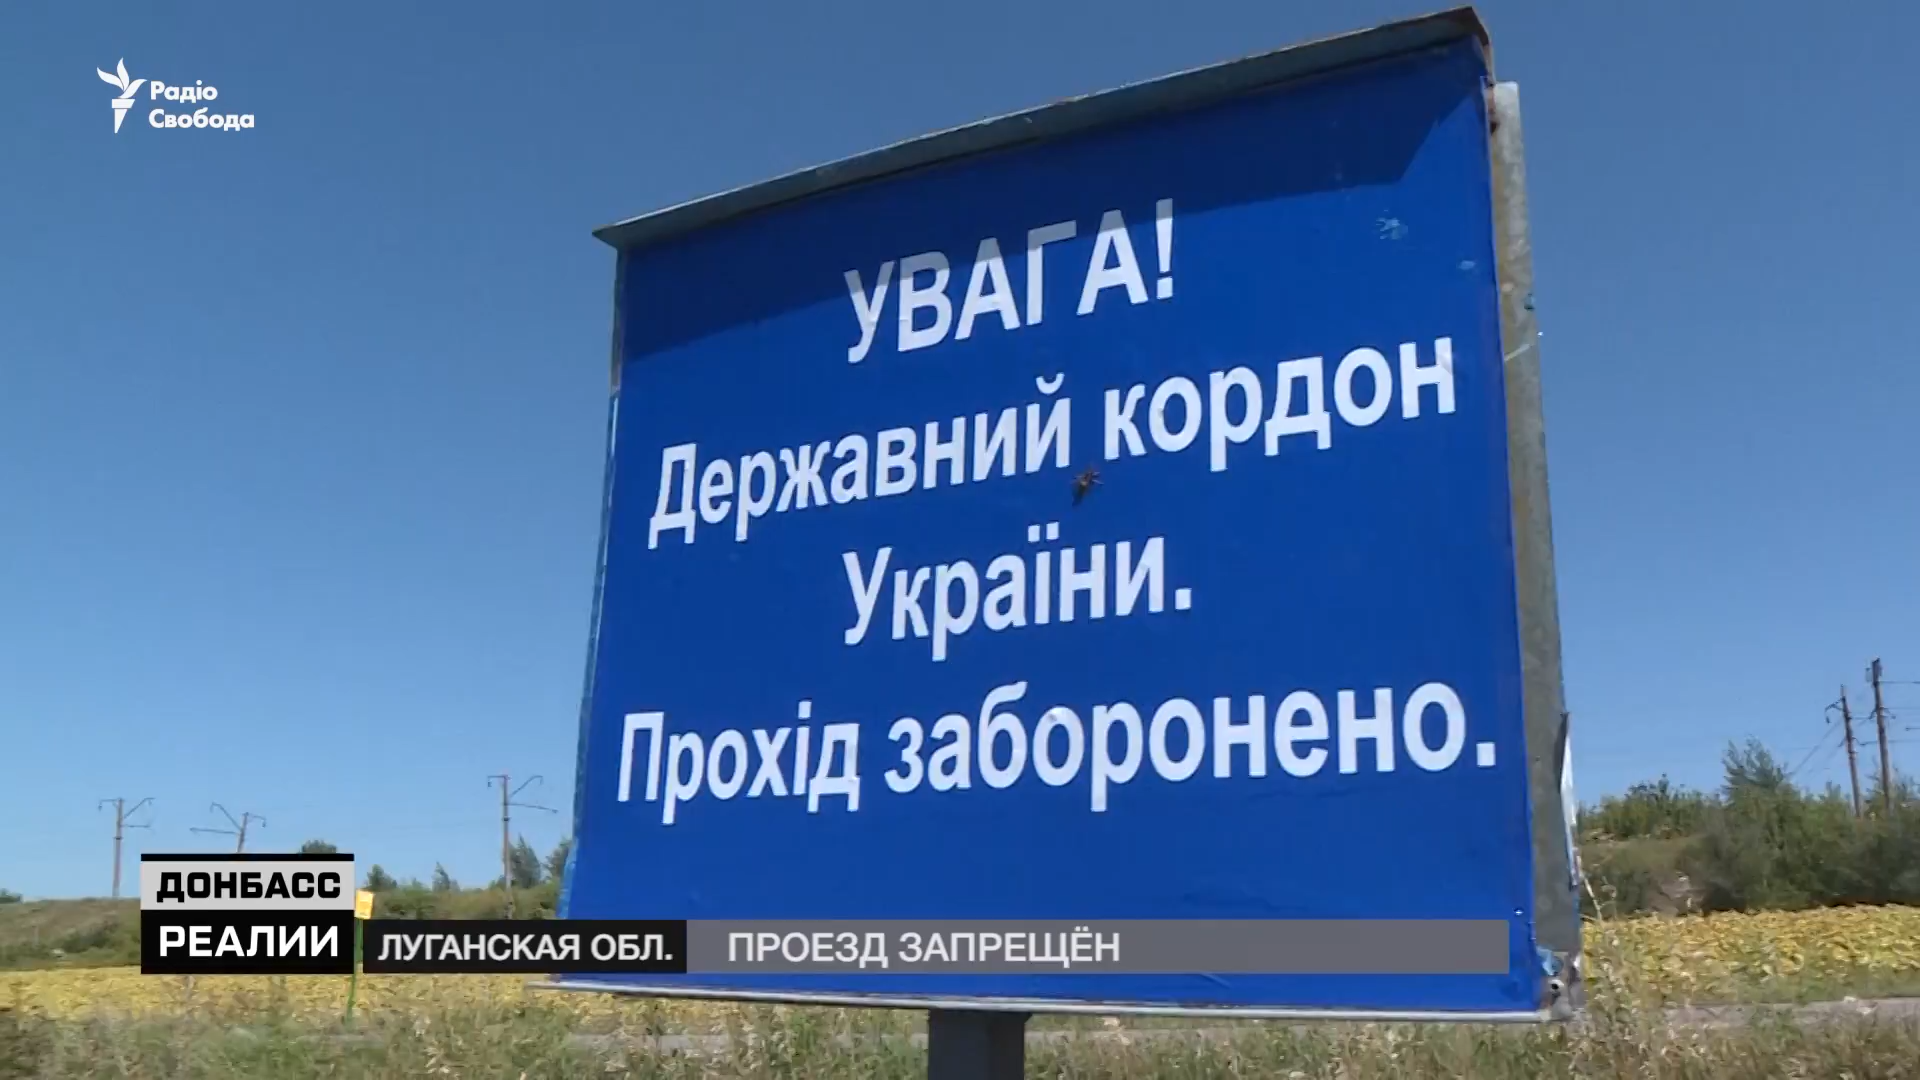 Радіо
Свобода
УВАГА!
Державний кордон
України.
Прохід заборонено.
ДОНБАСС
РЕАЛИИ
ЛУГАНСКАЯ ОБЛ.
ПРОЕЗД ЗАПРЕЩЁН